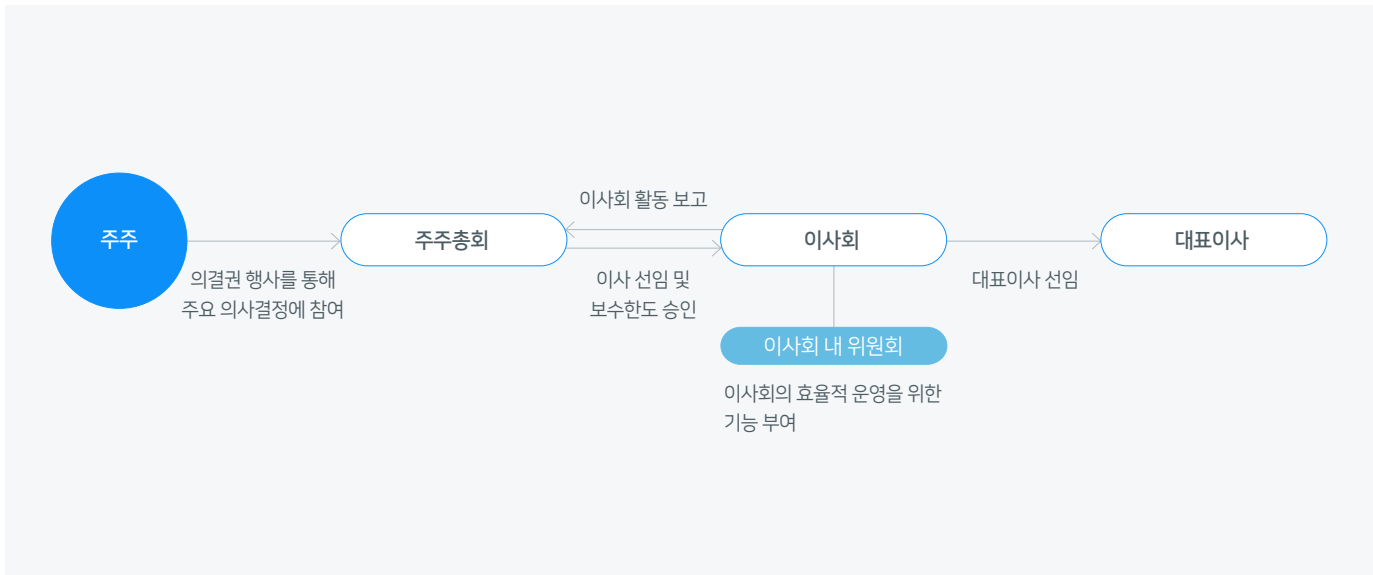 주주
의결권 행사를 통해
주요 의사결정에 참여
주주총회
이사회 활동 보고
이사 선임 및
보수한도 승인
이사회
이사회 내 위원회
이사회의 효율적 운영을 위한
기능 부여
대표이사 선임
대표이사